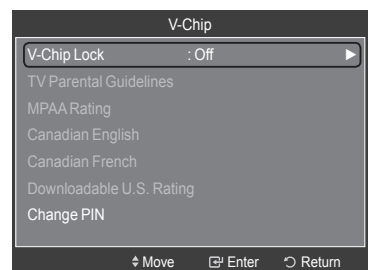 V-Chip
V-Chip Lock : Off ►
TV Parental Guidelines
MPAA Rating
Canadian English
Canadian French
Downloadable U.S. Rating
Change PIN
Move Enter Return